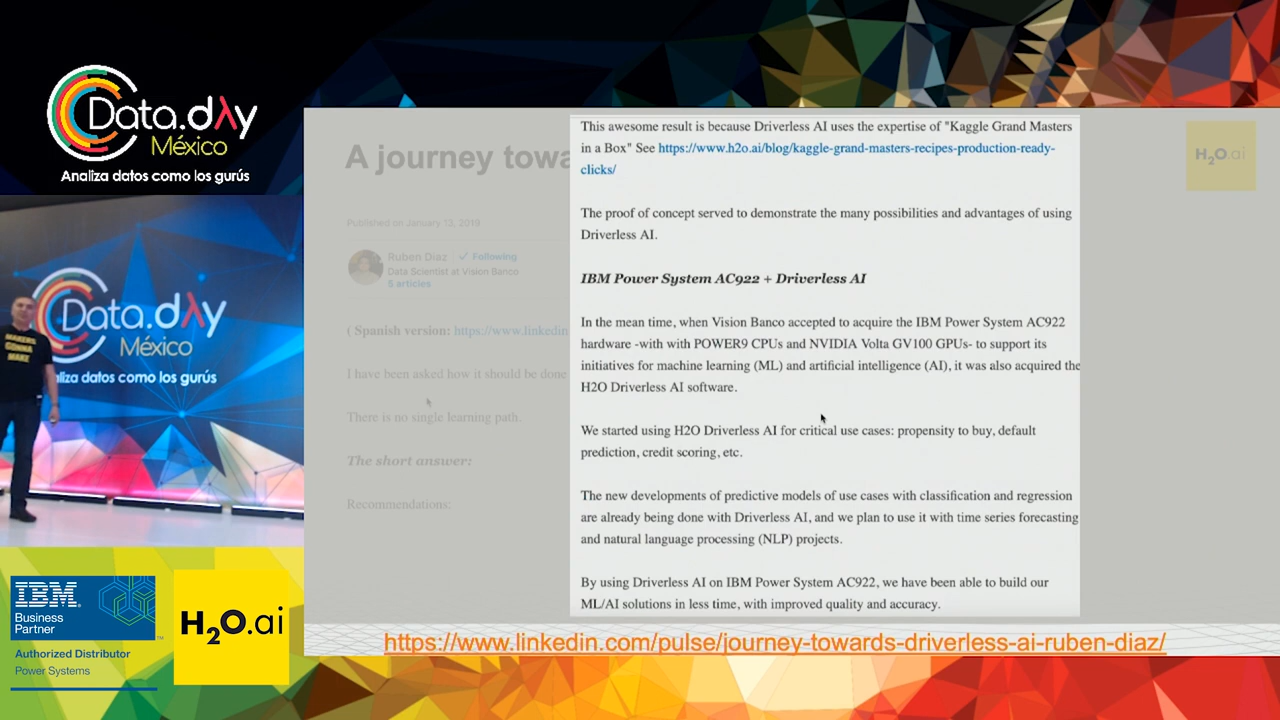 Data.dAy
México
Analiza datos como los gurús
Data.dAy
México
liza datos como los gurús
MAKERS
GONNA
MAKE
IBM
Business
Partner
TM
Authorized Distributor
Power Systems
H2O.ai
A journey towa
Published on January 13, 2019
Ruben Diaz Following
Data Scientist at Vision Banco
5 articles
( Spanish version: https://www.linkedin
I have been asked how it should be done
There is no single learning path.
The short answer:
Recommendations:
This awesome result is because Driverless AI uses the expertise of "Kaggle Grand Masters
in a Box" See https://www.h2o.ai/blog/kaggle-grand-masters-recipes-production-ready-
clicks/
The proof of concept served to demonstrate the many possibilities and advantages of using
Driverless AI.
IBM Power System AC922 + Driverless AI
In the mean time, when Vision Banco accepted to acquire the IBM Power System AC922
hardware -with with POWER9 CPUs and NVIDIA Volta GV100 GPUs- to support its
initiatives for machine learning (ML) and artificial intelligence (AI), it was also acquired the
H2O Driverless AI software.
We started using H2O Driverless AI for critical use cases: propensity to buy, default
prediction, credit scoring, etc.
The new developments of predictive models of use cases with classification and regression
are already being done with Driverless AI, and we plan to use it with time series forecasting
and natural language processing (NLP) projects.
By using Driverless AI on IBM Power System AC922, we have been able to build our
ML/AI solutions in less time, with improved quality and accuracy.
H2O.ai
https://www.linkedin.com/pulse/journey-towards-driverless-ai-ruben-diaz/